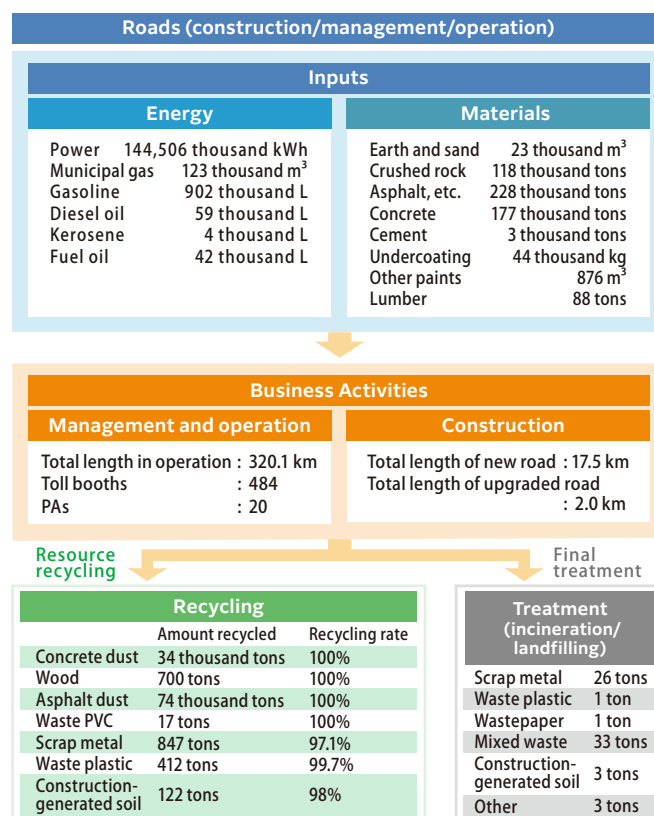 Roads (construction/management/operation)
Inputs
Energy
Power 144,506 thousand kWh
Municipal gas 123 thousand m³
Gasoline 902 thousand L
Diesel oil 59 thousand L
Kerosene 4 thousand L
Fuel oil 42 thousand L
Materials
Earth and sand 23 thousand m³
Crushed rock 118 thousand tons
Asphalt, etc. 228 thousand tons
Concrete 177 thousand tons
Cement 3 thousand tons
Undercoating 44 thousand kg
Other paints 876 m³
Lumber 88 tons
Business Activities
Management and operation
Total length in operation : 320.1 km
Toll booths : 484
PAs : 20
Construction
Total length of new road : 17.5 km
Total length of upgraded road
: 2.0 km
Resource
recycling
Recycling
Amount recycled Recycling rate
Concrete dust 34 thousand tons 100%
Wood 700 tons 100%
Asphalt dust 74 thousand tons 100%
Waste PVC 17 tons 100%
Scrap metal 847 tons 97.1%
Waste plastic 412 tons 99.7%
Construction-
generated soil 122 tons 98%
Final
treatment
Treatment
(incineration/
landfilling)
Scrap metal 26 tons
Waste plastic 1 ton
Wastepaper 1 ton
Mixed waste 33 tons
Construction-
generated soil 3 tons
Other 3 tons